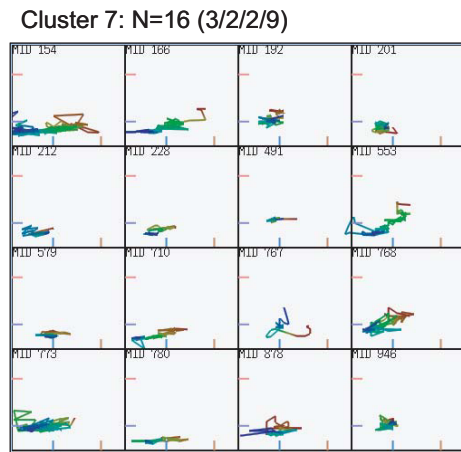 Cluster 7: N=16 (3/2/2/9)
MID 154 MID 166 MID 192 MID 201
MID 212 MID 228 MID 491 MID 553
MID 579 MID 710 MID 767 MID 768
MID 773 MID 780 MID 878 MID 946